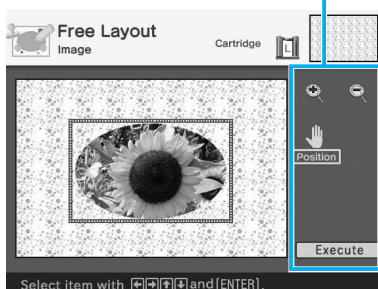 Free Layout
Image
Cartridge L
Position
Execute
Select item with [←][→][↑][↓] and [ENTER].